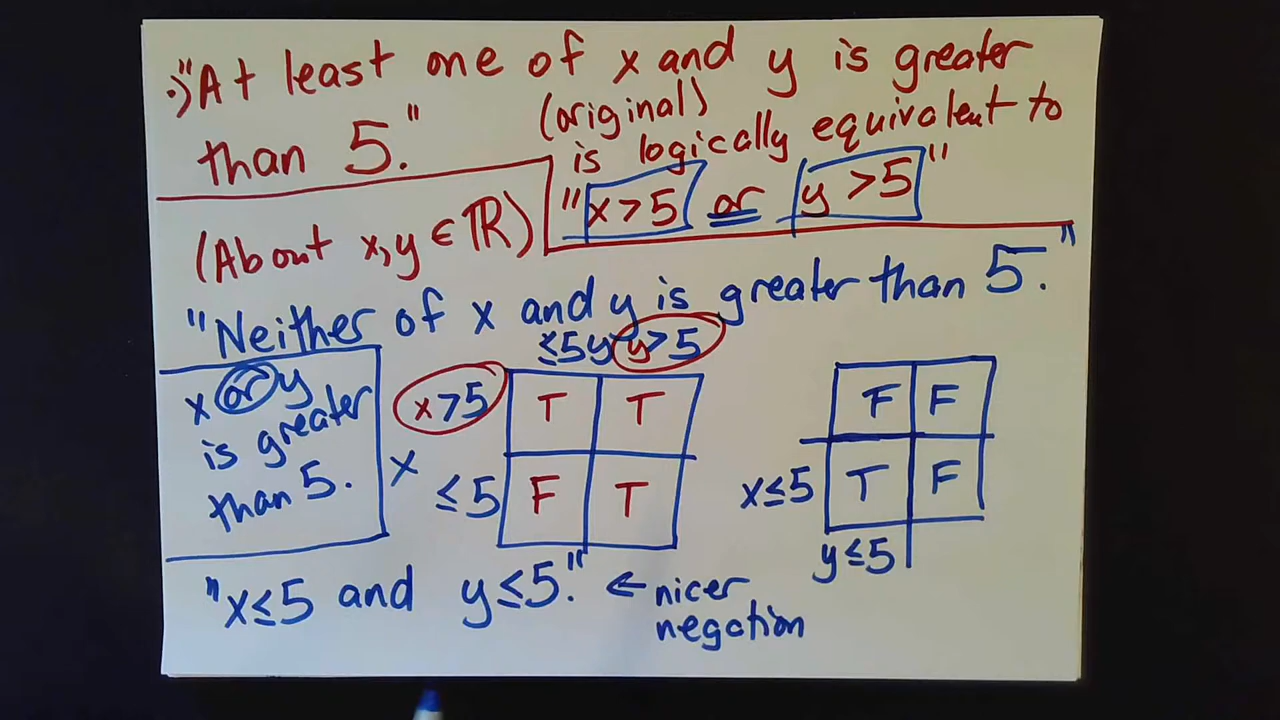 :) "At least one of x and y is greater
than 5."
(original)
is logically equivalent to
"x > 5 or y > 5"
(About x, y ∈ ℝ)
"Neither of x and y is greater than 5."
x or y
is greater
than 5.
≤5 y y > 5
x > 5 T T
x ≤ 5 F T
F F
x ≤ 5 T F
y ≤ 5
"x ≤ 5 and y ≤ 5." ← nicer
negation